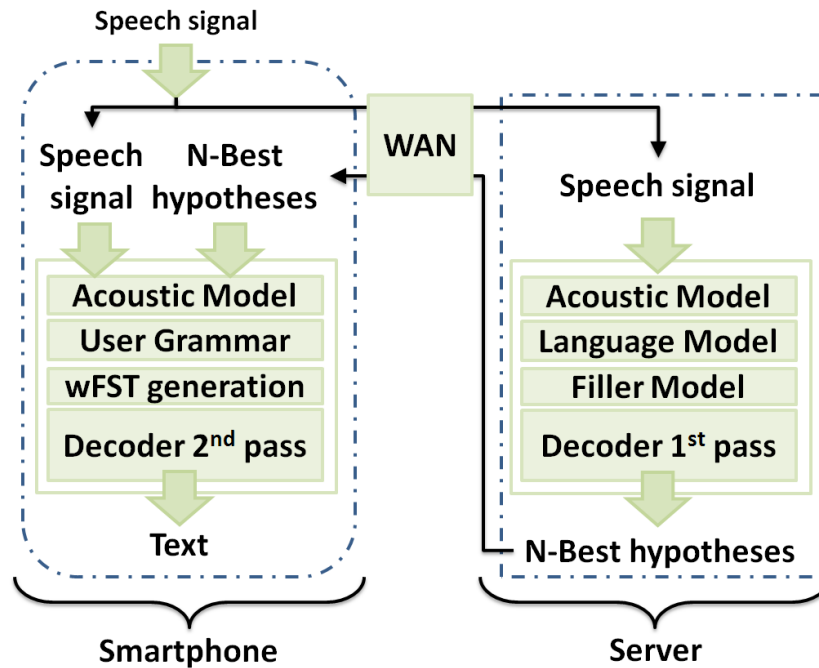 Speech signal
WAN
Speech
signal
N-Best
hypotheses
Speech signal
Acoustic Model
User Grammar
wFST generation
Decoder 2nd pass
Text
Acoustic Model
Language Model
Filler Model
Decoder 1st pass
N-Best hypotheses
Smartphone
Server